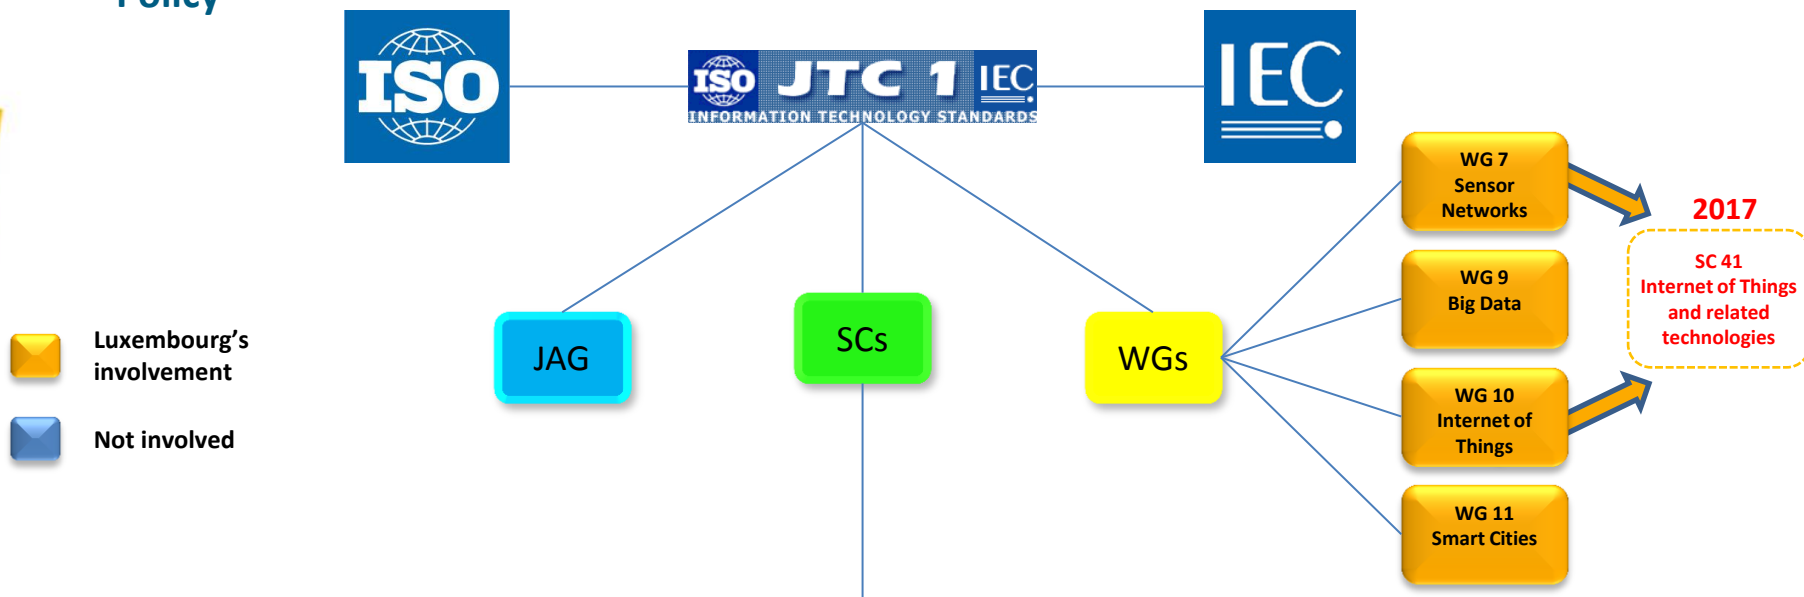 Policy
ISO
ISO JTC 1 IEC
INFORMATION TECHNOLOGY STANDARDS
IEC
WG 7
Sensor
Networks
2017
SC 41
Internet of Things
and related
technologies
WG 9
Big Data
JAG
SCs
WGs
Luxembourg's
involvement
WG 10
Internet of
Things
Not involved
WG 11
Smart Cities